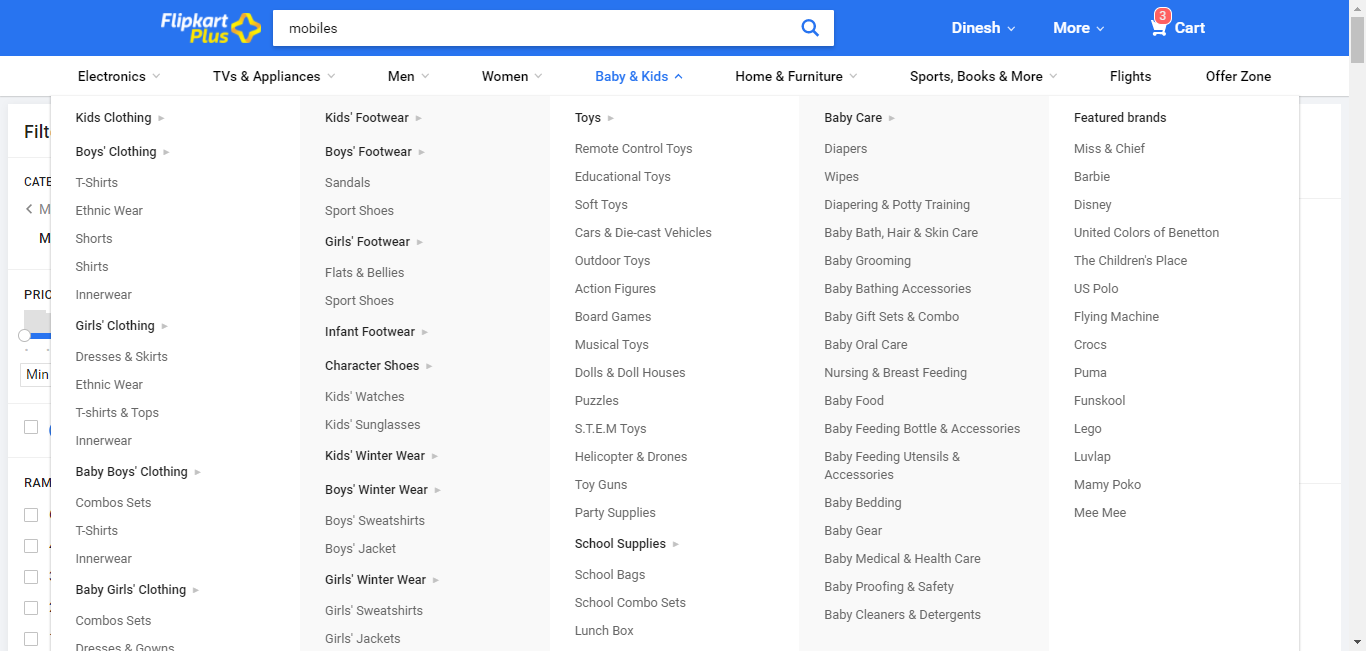 Flipkart
Plus
mobiles
Dinesh
More
3
Cart
Electronics
TVs & Appliances
Men
Women
Baby & Kids
Home & Furniture
Sports, Books & More
Flights
Offer Zone
Kids Clothing
Boys' Clothing
T-Shirts
Ethnic Wear
Shorts
Shirts
Innerwear
Girls' Clothing
Dresses & Skirts
Ethnic Wear
T-shirts & Tops
Innerwear
Baby Boys' Clothing
Combos Sets
T-Shirts
Innerwear
Baby Girls' Clothing
Combos Sets
Dresses & Gowns
Kids' Footwear
Boys' Footwear
Sandals
Sport Shoes
Girls' Footwear
Flats & Bellies
Sport Shoes
Infant Footwear
Character Shoes
Kids' Watches
Kids' Sunglasses
Kids' Winter Wear
Boys' Winter Wear
Boys' Sweatshirts
Boys' Jacket
Girls' Winter Wear
Girls' Sweatshirts
Girls' Jackets
Toys
Remote Control Toys
Educational Toys
Soft Toys
Cars & Die-cast Vehicles
Outdoor Toys
Action Figures
Board Games
Musical Toys
Dolls & Doll Houses
Puzzles
S.T.E.M Toys
Helicopter & Drones
Toy Guns
Party Supplies
School Supplies
School Bags
School Combo Sets
Lunch Box
Baby Care
Diapers
Wipes
Diapering & Potty Training
Baby Bath, Hair & Skin Care
Baby Grooming
Baby Bathing Accessories
Baby Gift Sets & Combo
Baby Oral Care
Nursing & Breast Feeding
Baby Food
Baby Feeding Bottle & Accessories
Baby Feeding Utensils &
Accessories
Baby Bedding
Baby Gear
Baby Medical & Health Care
Baby Proofing & Safety
Baby Cleaners & Detergents
Featured brands
Miss & Chief
Barbie
Disney
United Colors of Benetton
The Children's Place
US Polo
Flying Machine
Crocs
Puma
Funskool
Lego
Luvlap
Mamy Poko
Mee Mee
Filt
CATE
M
M
PRIC
Min
RAM